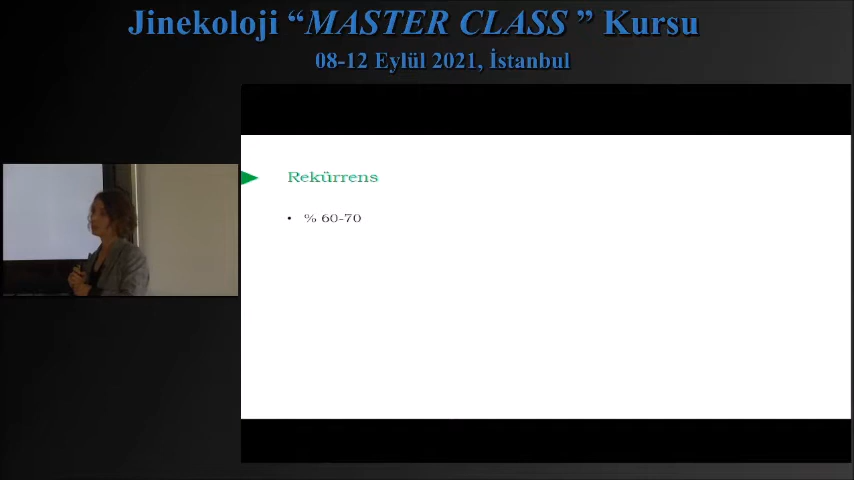 Jinekoloji “MASTER CLASS ” Kursu
08-12 Eylül 2021, İstanbul
Rekürrens
• % 60-70